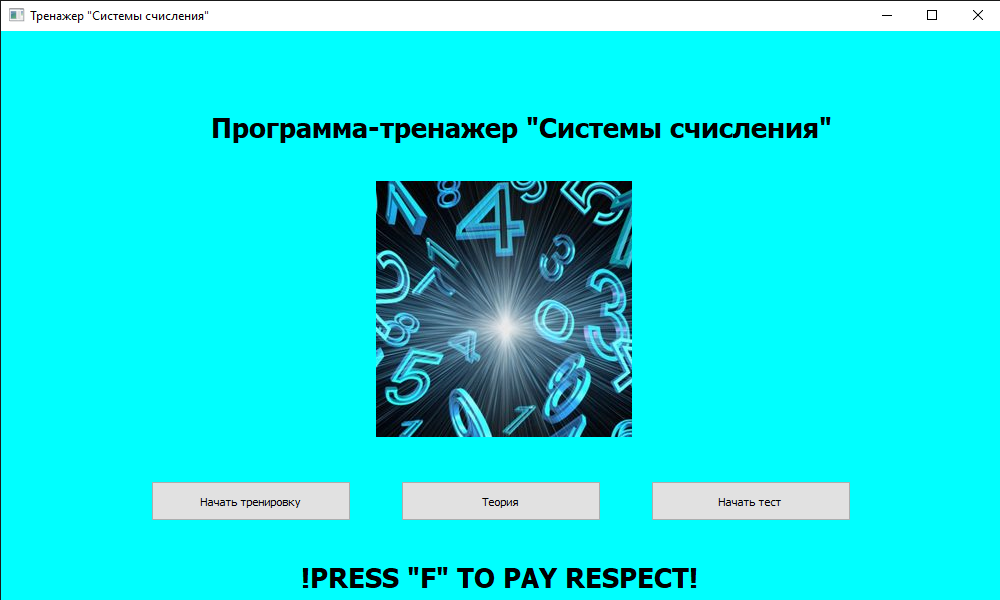 Тренажер "Системы счисления"
Программа-тренажер "Системы счисления"
Начать тренировку
Теория
Начать тест
!PRESS "F" TO PAY RESPECT!